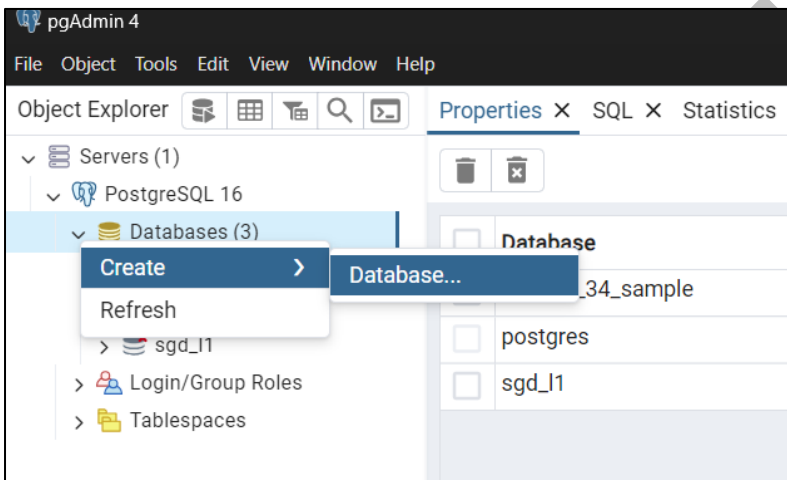 pgAdmin 4
File Object Tools Edit View Window Help
Object Explorer
Properties SQL Statistics
Servers (1)
PostgreSQL 16
Databases (3)
Create
Database...
Refresh
sgd_l1
Login/Group Roles
Tablespaces
Database
_34_sample
postgres
sgd_l1